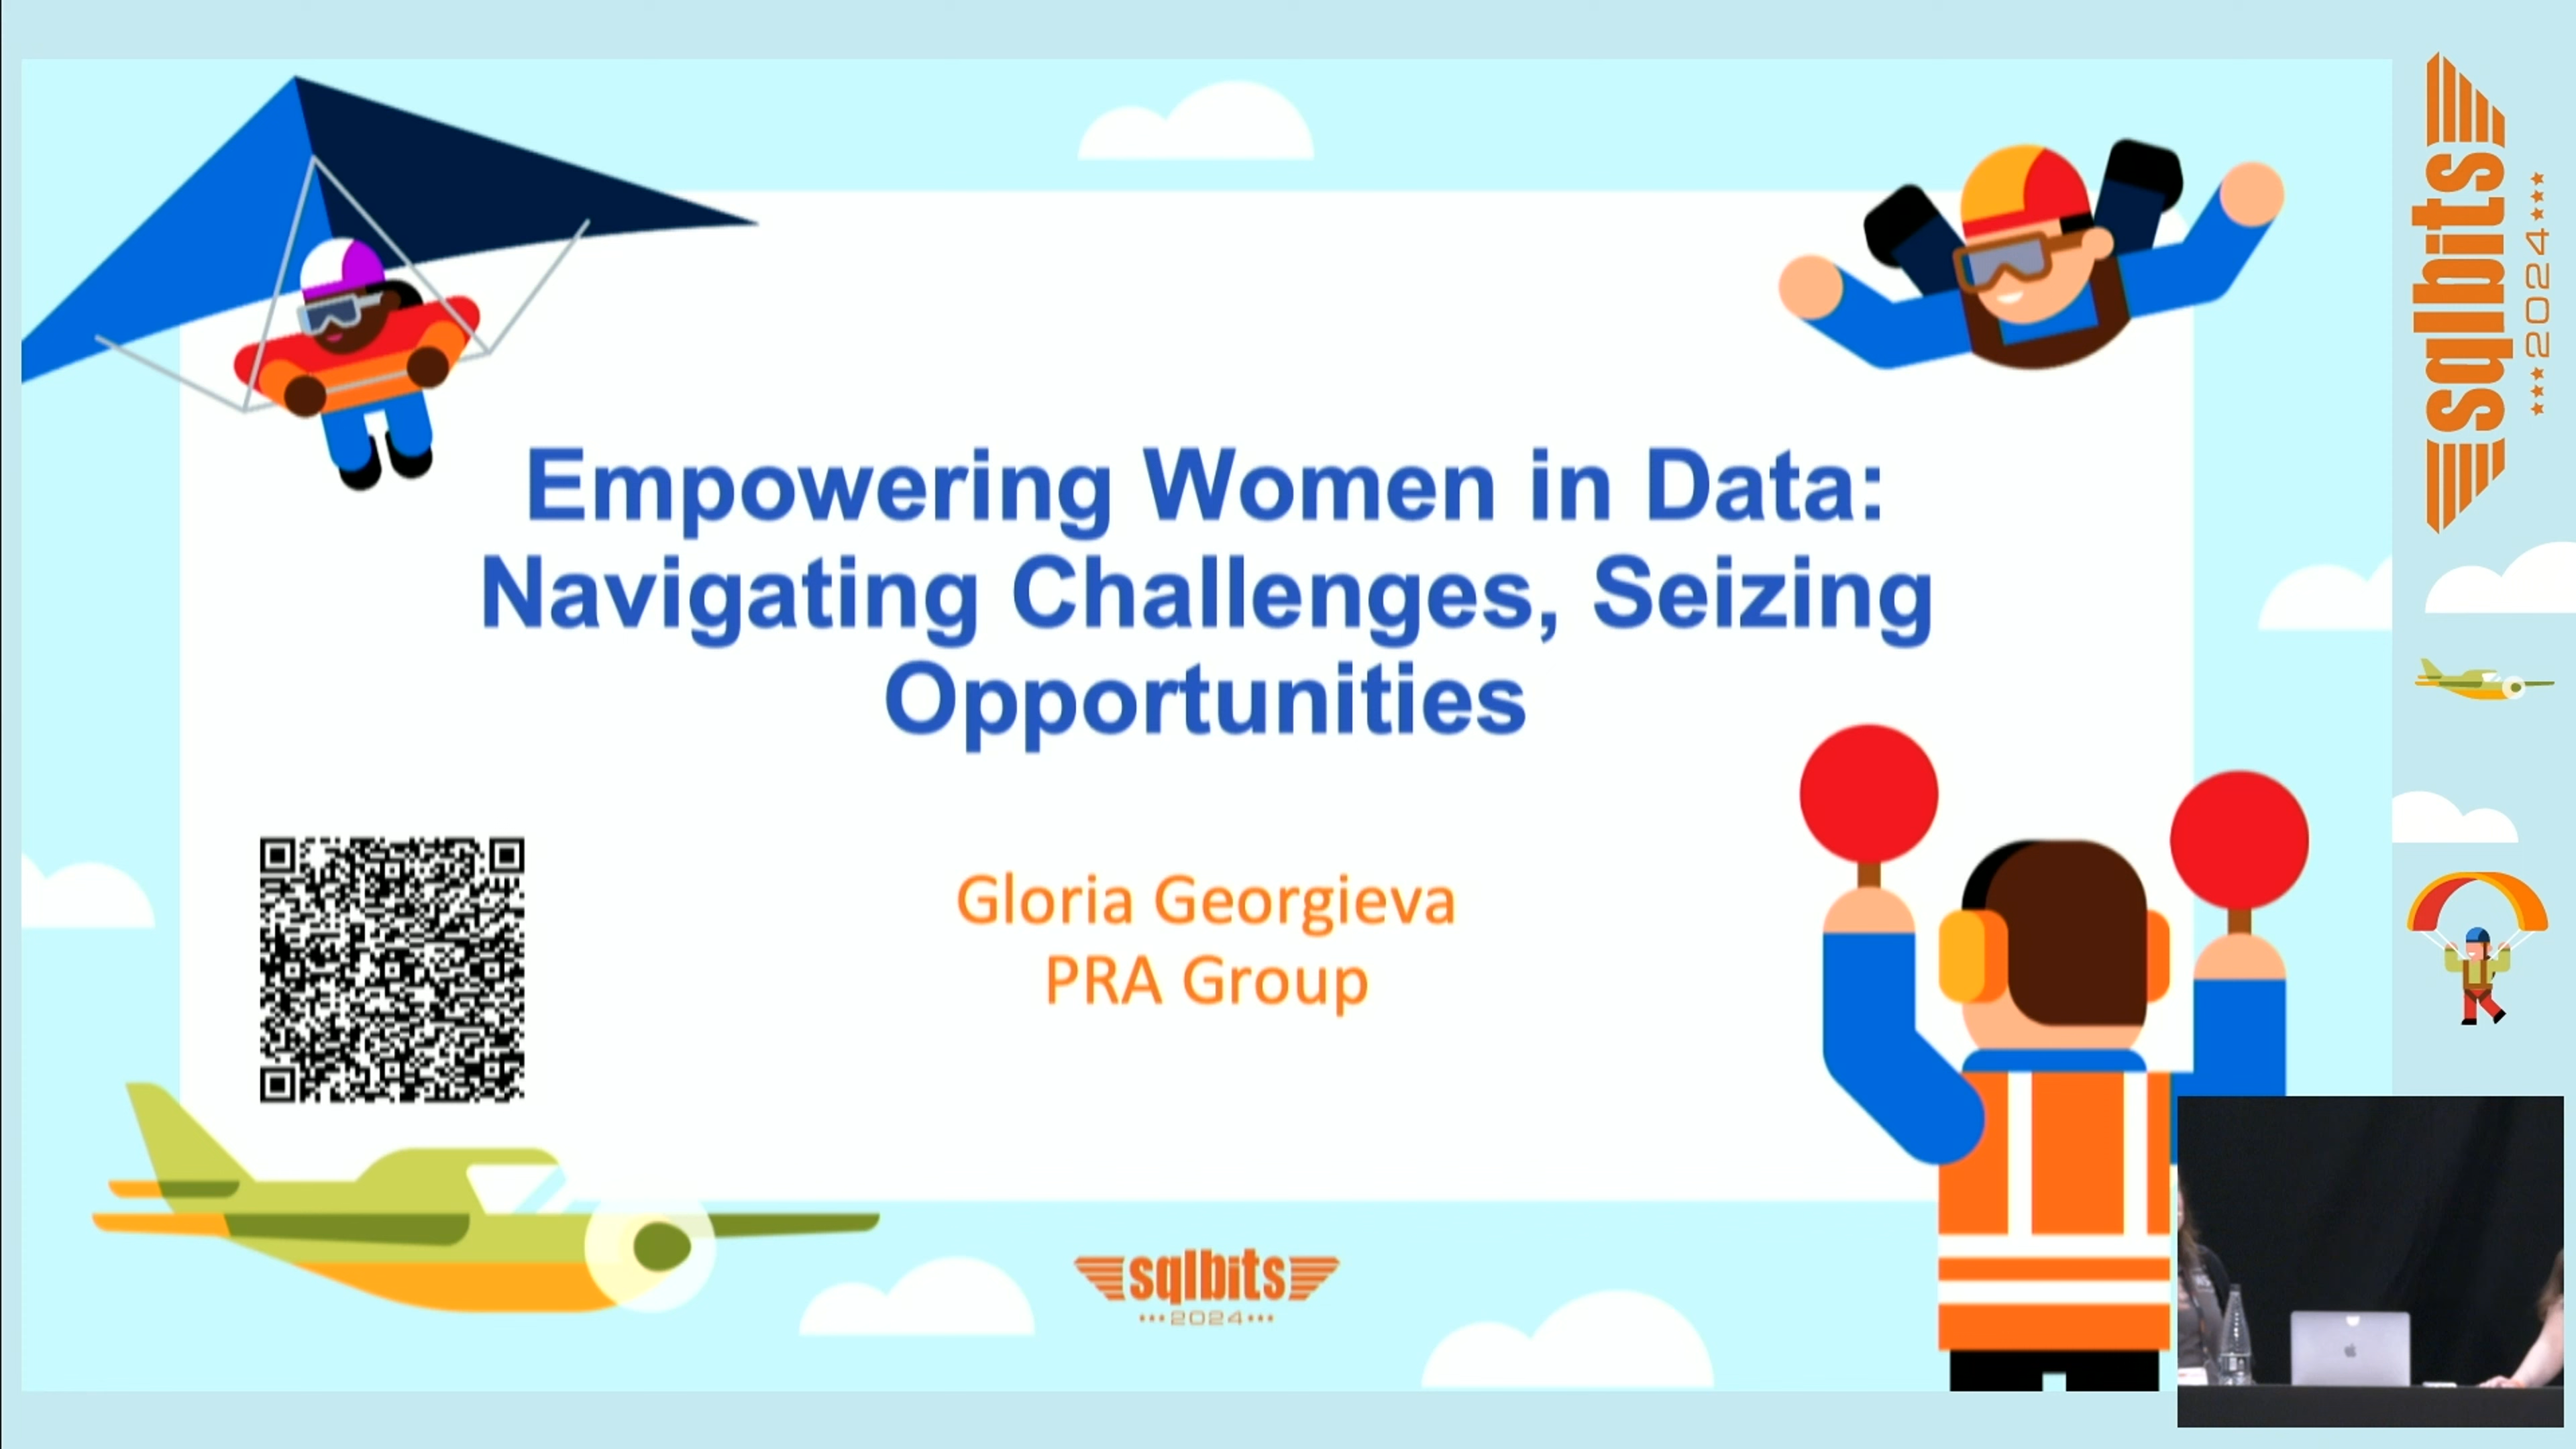 Empowering Women in Data:
Navigating Challenges, Seizing
Opportunities
Gloria Georgieva
PRA Group
sqlbits
2024
sqlbits
2024